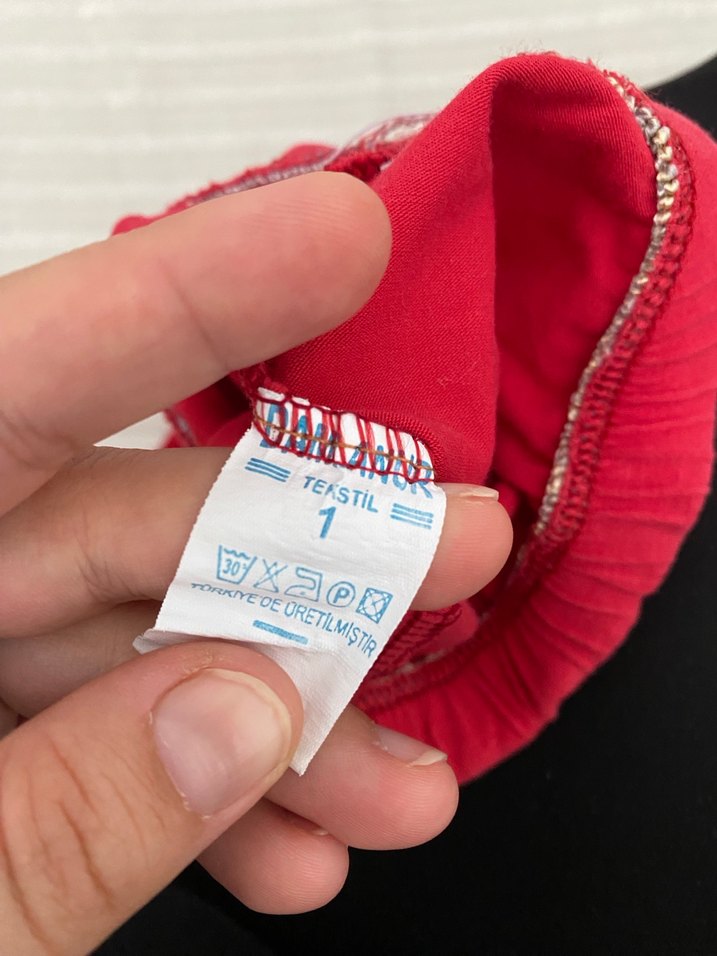 TEKSTİL
1
30° P
TÜRKİYE DE ÜRETİLMİŞTİR